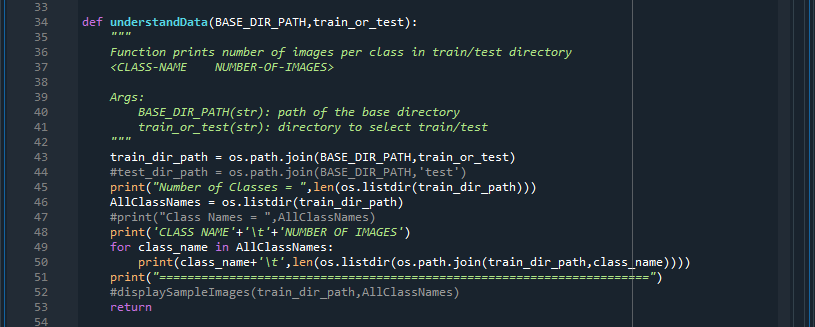 33
34 def understandData(BASE_DIR_PATH,train_or_test):
35     """
36     Function prints number of images per class in train/test directory
37     <CLASS-NAME    NUMBER-OF-IMAGES>
38
39     Args:
40         BASE_DIR_PATH(str): path of the base directory
41         train_or_test(str): directory to select train/test
42     """
43     train_dir_path = os.path.join(BASE_DIR_PATH,train_or_test)
44     #test_dir_path = os.path.join(BASE_DIR_PATH,'test')
45     print("Number of Classes = ",len(os.listdir(train_dir_path)))
46     AllClassNames = os.listdir(train_dir_path)
47     #print("Class Names = ",AllClassNames)
48     print('CLASS NAME'+'\t'+'NUMBER OF IMAGES')
49     for class_name in AllClassNames:
50         print(class_name+'\t',len(os.listdir(os.path.join(train_dir_path,class_name))))
51     print("======================================================================")
52     #displaySampleImages(train_dir_path,AllClassNames)
53     return
54